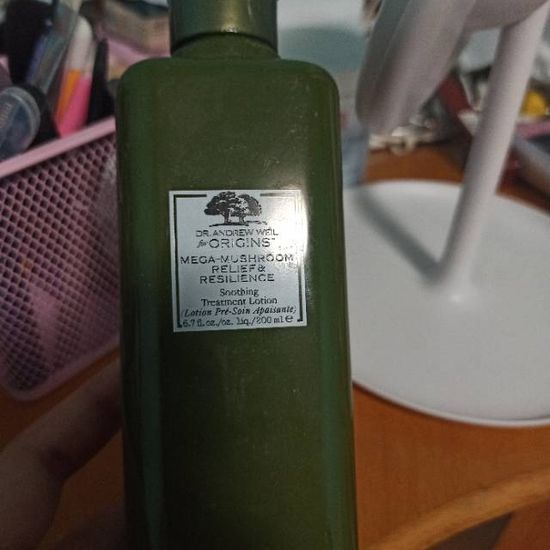 DR. ANDREW WEIL
for ORIGINS™
MEGA-MUSHROOM
RELIEF &
RESILIENCE
Soothing
Treatment Lotion
(Lotion Pré-Soin Apaisante)
6.7 fl.oz./oz. liq./200 ml e